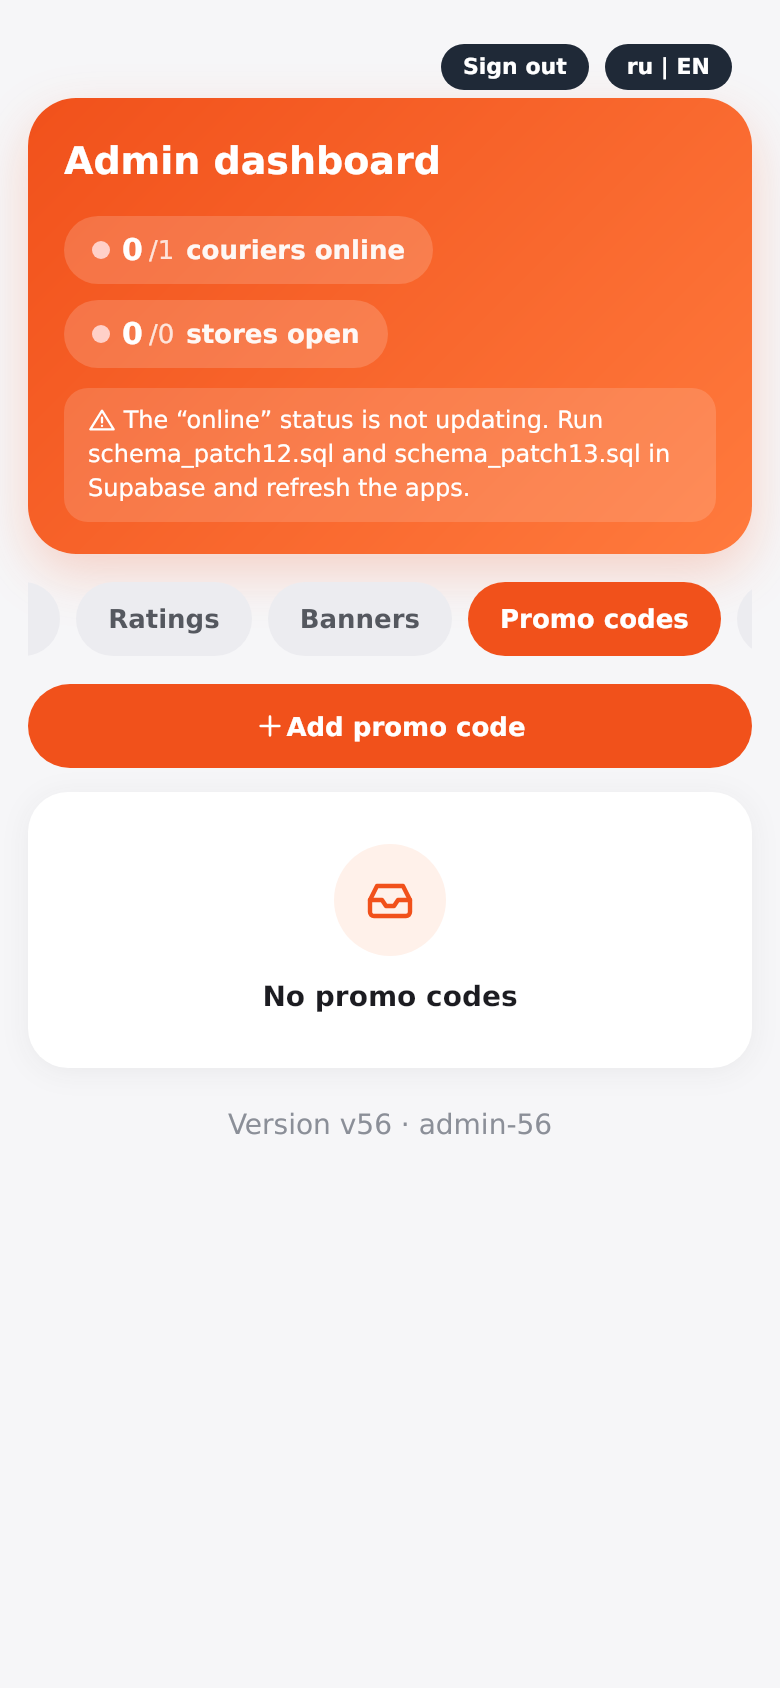 Sign out
ru | EN
Admin dashboard
0 /1 couriers online
0 /0 stores open
The “online” status is not updating. Run
schema_patch12.sql and schema_patch13.sql in
Supabase and refresh the apps.
Ratings
Banners
Promo codes
+ Add promo code
No promo codes
Version v56 · admin-56